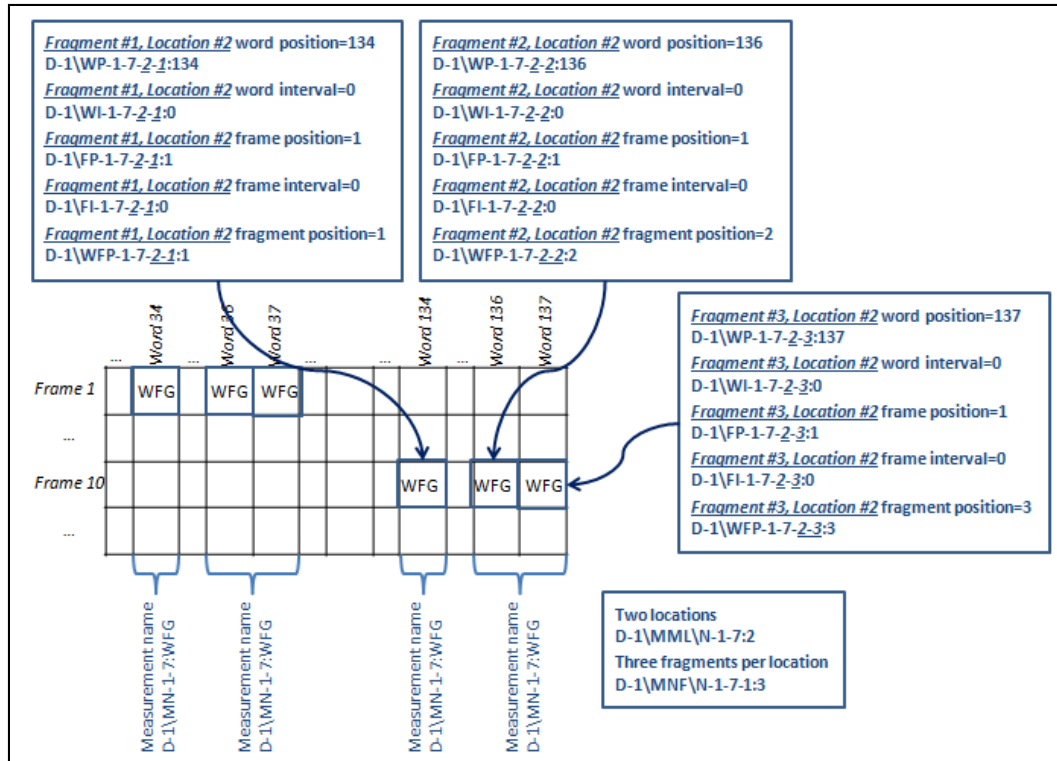 Fragment #1, Location #2 word position=134
D-1\WP-1-7-2-1:134
Fragment #1, Location #2 word interval=0
D-1\WI-1-7-2-1:0
Fragment #1, Location #2 frame position=1
D-1\FP-1-7-2-1:1
Fragment #1, Location #2 frame interval=0
D-1\FI-1-7-2-1:0
Fragment #1, Location #2 fragment position=1
D-1\WFP-1-7-2-1:1
Fragment #2, Location #2 word position=136
D-1\WP-1-7-2-2:136
Fragment #2, Location #2 word interval=0
D-1\WI-1-7-2-2:0
Fragment #2, Location #2 frame position=1
D-1\FP-1-7-2-2:1
Fragment #2, Location #2 frame interval=0
D-1\FI-1-7-2-2:0
Fragment #2, Location #2 fragment position=2
D-1\WFP-1-7-2-2:2
Fragment #3, Location #2 word position=137
D-1\WP-1-7-2-3:137
Fragment #3, Location #2 word interval=0
D-1\WI-1-7-2-3:0
Fragment #3, Location #2 frame position=1
D-1\FP-1-7-2-3:1
Fragment #3, Location #2 frame interval=0
D-1\FI-1-7-2-3:0
Fragment #3, Location #2 fragment position=3
D-1\WFP-1-7-2-3:3
... Word 34 ... Word 36 Word 37 ... ... Word 134 ... Word 136 Word 137
Frame 1 WFG WFG WFG
...
Frame 10 WFG WFG WFG
...
Measurement name
D-1\MN-1-7:WFG
Measurement name
D-1\MN-1-7:WFG
Measurement name
D-1\MN-1-7:WFG
Measurement name
D-1\MN-1-7:WFG
Two locations
D-1\MML\N-1-7:2
Three fragments per location
D-1\MNF\N-1-7-1:3